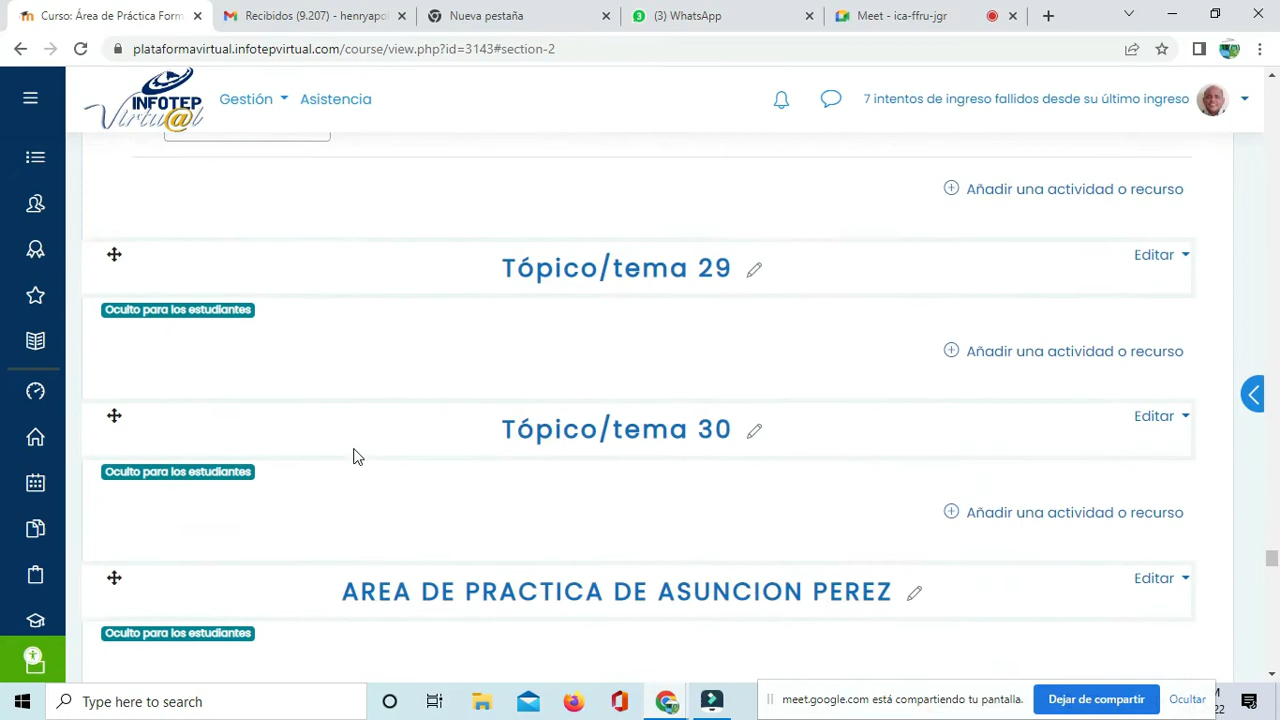 Curso: Área de Práctica Form
Recibidos (9.207) - henryapol
Nueva pestaña
(3) WhatsApp
Meet - ica-ffru-jgr
plataformavirtual.infotepvirtual.com/course/view.php?id=3143#section-2
INFOTEP
Virtu@l
Gestión
Asistencia
7 intentos de ingreso fallidos desde su último ingreso
Añadir una actividad o recurso
Tópico/tema 29
Editar
Oculto para los estudiantes
Añadir una actividad o recurso
Tópico/tema 30
Editar
Oculto para los estudiantes
Añadir una actividad o recurso
AREA DE PRACTICA DE ASUNCION PEREZ
Editar
Oculto para los estudiantes
Type here to search
meet.google.com está compartiendo tu pantalla.
Dejar de compartir
Ocultar